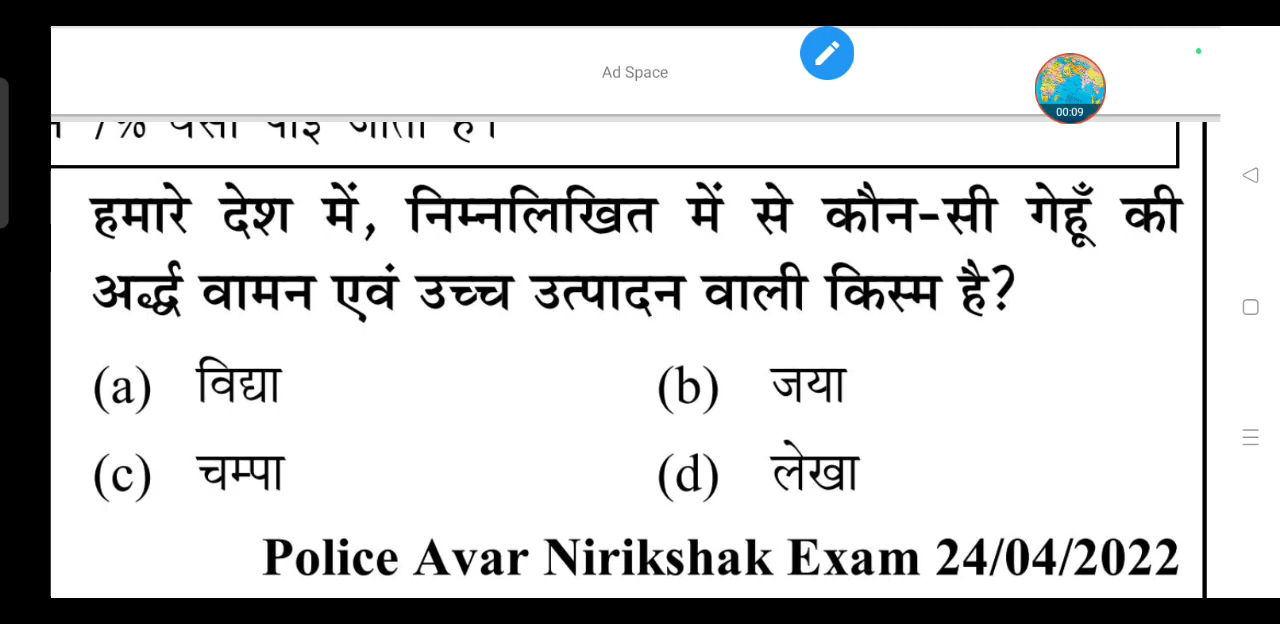 Ad Space
00:09
हमारे देश में, निम्नलिखित में से कौन-सी गेहूँ की
अर्द्ध वामन एवं उच्च उत्पादन वाली किस्म है?
(a) विद्या (b) जया
(c) चम्पा (d) लेखा
Police Avar Nirikshak Exam 24/04/2022